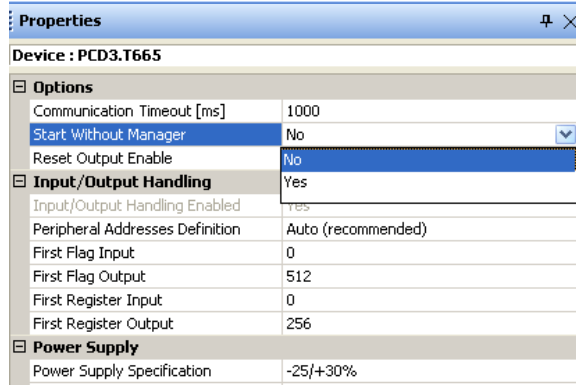 Properties
Device : PCD3.T665
Options
Communication Timeout [ms] 1000
Start Without Manager No
Reset Output Enable No
Input/Output Handling Yes
Input/Output Handling Enabled Yes
Peripheral Addresses Definition Auto (recommended)
First Flag Input 0
First Flag Output 512
First Register Input 0
First Register Output 256
Power Supply
Power Supply Specification -25/+30%